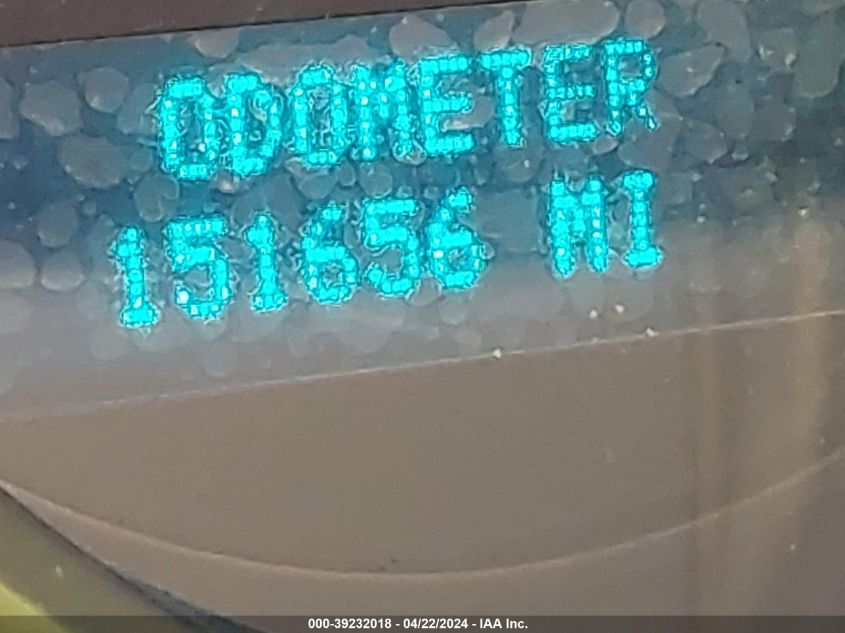 ODOMETER
151656 MI
000-39232018 - 04/22/2024 - IAA Inc.